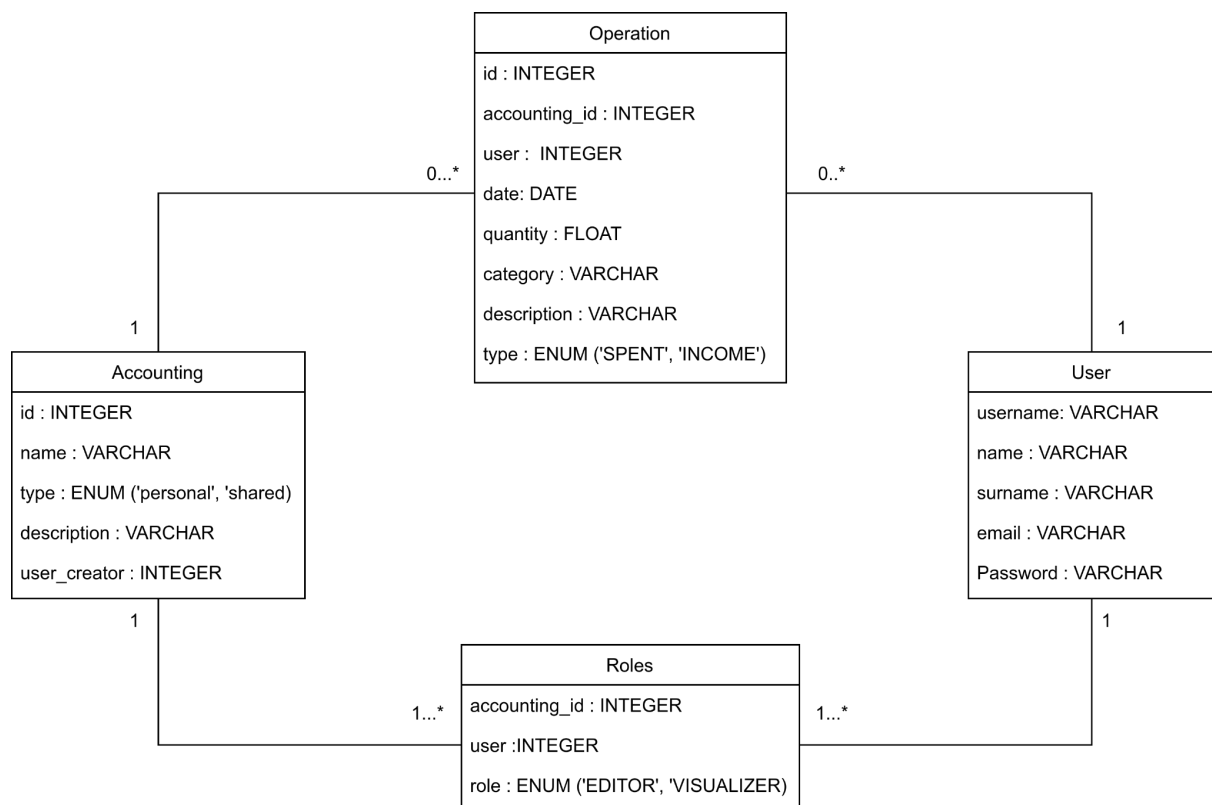 Operation
id : INTEGER
accounting_id : INTEGER
user : INTEGER
date: DATE
quantity : FLOAT
category : VARCHAR
description : VARCHAR
type : ENUM ('SPENT', 'INCOME')
0...*
0..*
1
1
Accounting
id : INTEGER
name : VARCHAR
type : ENUM ('personal', 'shared)
description : VARCHAR
user_creator : INTEGER
User
username: VARCHAR
name : VARCHAR
surname : VARCHAR
email : VARCHAR
Password : VARCHAR
1
1
Roles
accounting_id : INTEGER
user :INTEGER
role : ENUM ('EDITOR', 'VISUALIZER)
1...*
1...*